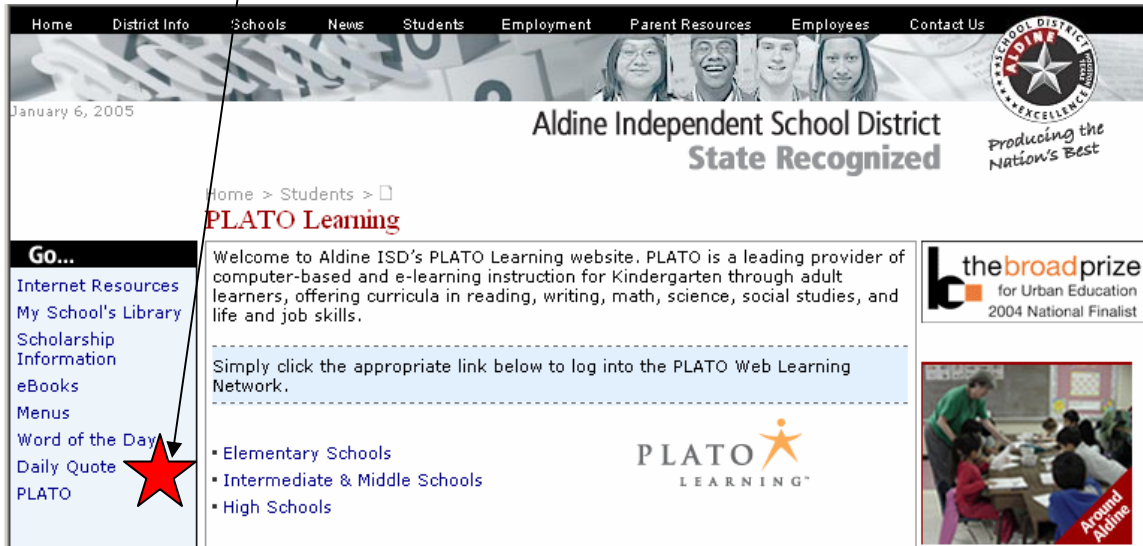 Home District Info Schools News Students Employment Parent Resources Employees Contact Us
SCHOOL DISTRICT
ALDINE
HOUSTON TEXAS
EXCELLENCE
Producing the
Nation's Best
January 6, 2005
Aldine Independent School District
State Recognized
Home > Students >
PLATO Learning
Go...
Internet Resources
My School's Library
Scholarship
Information
eBooks
Menus
Word of the Day
Daily Quote
PLATO
Welcome to Aldine ISD's PLATO Learning website. PLATO is a leading provider of
computer-based and e-learning instruction for Kindergarten through adult
learners, offering curricula in reading, writing, math, science, social studies, and
life and job skills.
Simply click the appropriate link below to log into the PLATO Web Learning
Network.
▪ Elementary Schools
▪ Intermediate & Middle Schools
▪ High Schools
PLATO
LEARNING
b
the broad prize
for Urban Education
2004 National Finalist
Around
Aldine